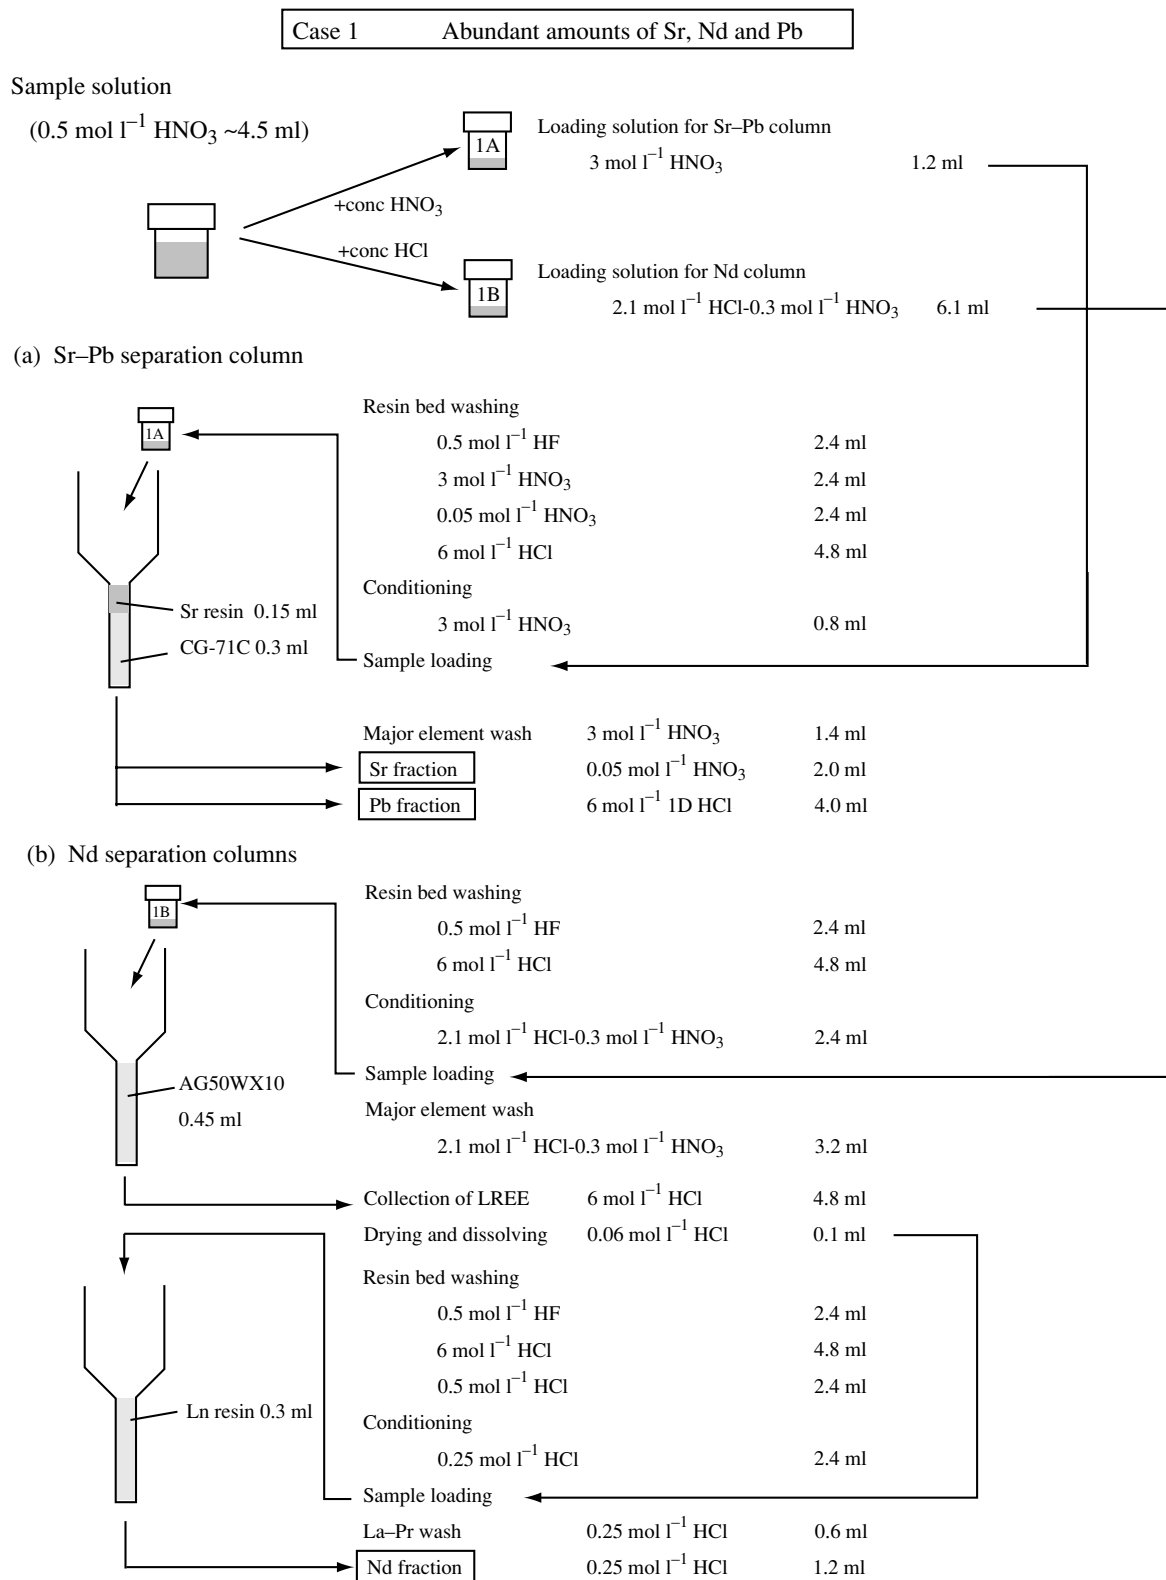 Case 1 Abundant amounts of Sr, Nd and Pb
Sample solution
(0.5 mol l⁻¹ HNO₃ ~4.5 ml)
1A
Loading solution for Sr–Pb column
3 mol l⁻¹ HNO₃ 1.2 ml
+conc HNO₃
+conc HCl
1B
Loading solution for Nd column
2.1 mol l⁻¹ HCl-0.3 mol l⁻¹ HNO₃ 6.1 ml
(a) Sr–Pb separation column
1A
Resin bed washing
0.5 mol l⁻¹ HF 2.4 ml
3 mol l⁻¹ HNO₃ 2.4 ml
0.05 mol l⁻¹ HNO₃ 2.4 ml
6 mol l⁻¹ HCl 4.8 ml
Conditioning
Sr resin 0.15 ml
3 mol l⁻¹ HNO₃ 0.8 ml
CG-71C 0.3 ml
Sample loading
Major element wash 3 mol l⁻¹ HNO₃ 1.4 ml
Sr fraction 0.05 mol l⁻¹ HNO₃ 2.0 ml
Pb fraction 6 mol l⁻¹ 1D HCl 4.0 ml
(b) Nd separation columns
1B
Resin bed washing
0.5 mol l⁻¹ HF 2.4 ml
6 mol l⁻¹ HCl 4.8 ml
Conditioning
2.1 mol l⁻¹ HCl-0.3 mol l⁻¹ HNO₃ 2.4 ml
Sample loading
AG50WX10
0.45 ml
Major element wash
2.1 mol l⁻¹ HCl-0.3 mol l⁻¹ HNO₃ 3.2 ml
Collection of LREE 6 mol l⁻¹ HCl 4.8 ml
Drying and dissolving 0.06 mol l⁻¹ HCl 0.1 ml
Resin bed washing
0.5 mol l⁻¹ HF 2.4 ml
6 mol l⁻¹ HCl 4.8 ml
0.5 mol l⁻¹ HCl 2.4 ml
Ln resin 0.3 ml
Conditioning
0.25 mol l⁻¹ HCl 2.4 ml
Sample loading
La–Pr wash 0.25 mol l⁻¹ HCl 0.6 ml
Nd fraction 0.25 mol l⁻¹ HCl 1.2 ml